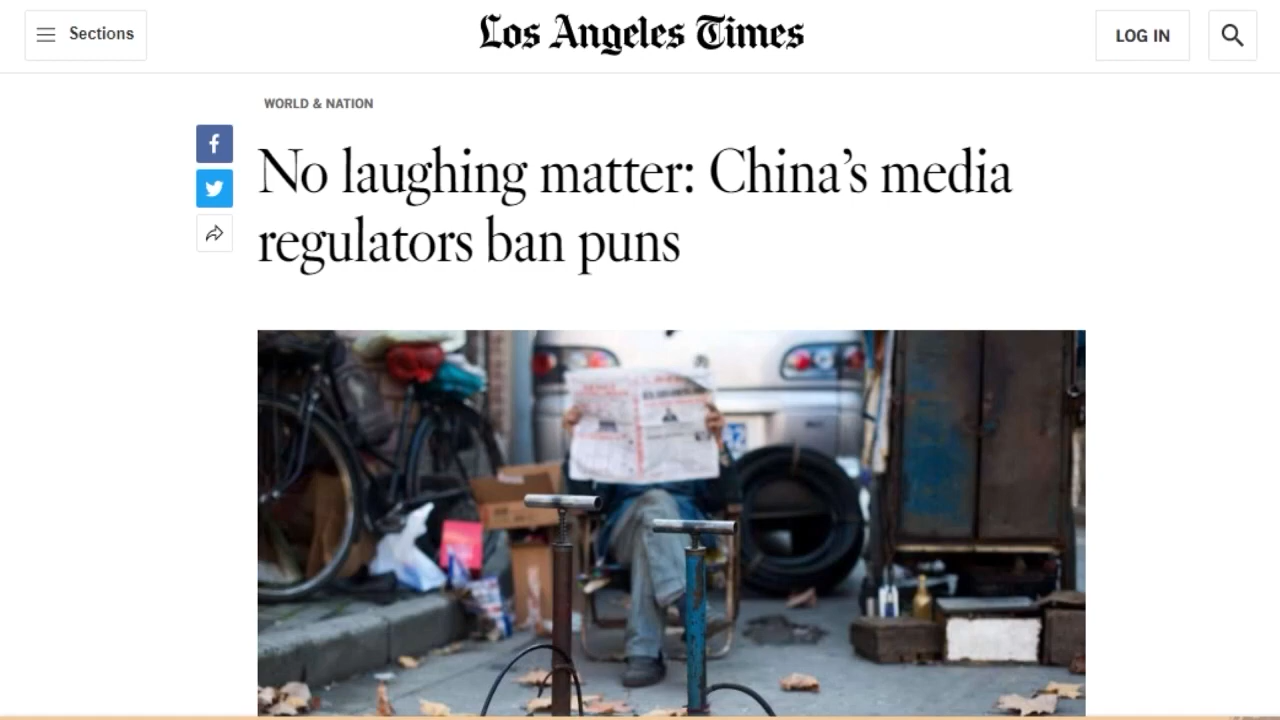 Sections
Los Angeles Times
LOG IN
WORLD & NATION
No laughing matter: China's media
regulators ban puns